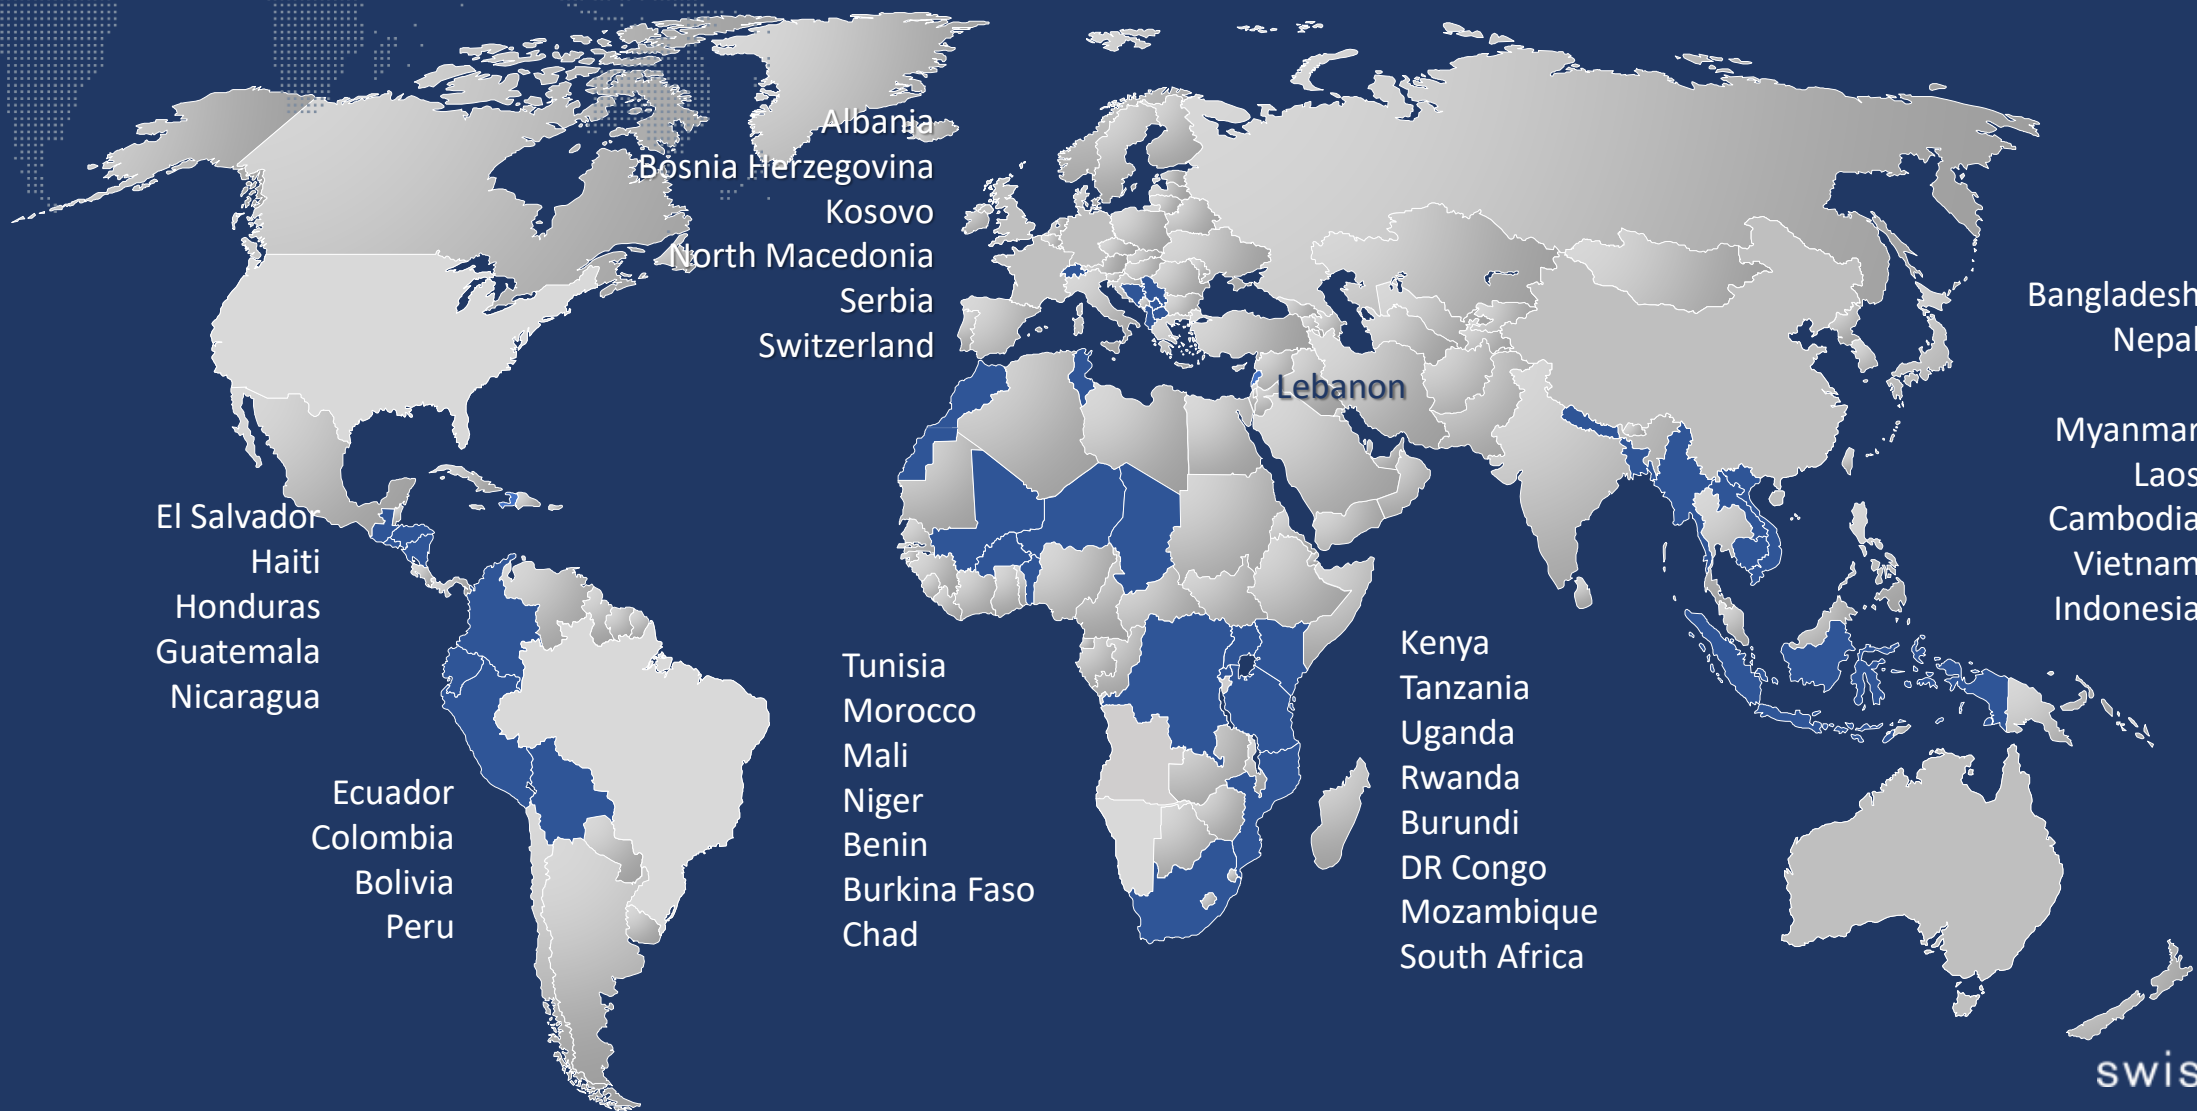 Albania
Bosnia Herzegovina
Kosovo
North Macedonia
Serbia
Switzerland
Bangladesh
Nepal
Lebanon
Myanmar
Laos
Cambodia
Vietnam
Indonesia
El Salvador
Haiti
Honduras
Guatemala
Nicaragua
Ecuador
Colombia
Bolivia
Peru
Tunisia
Morocco
Mali
Niger
Benin
Burkina Faso
Chad
Kenya
Tanzania
Uganda
Rwanda
Burundi
DR Congo
Mozambique
South Africa
swis